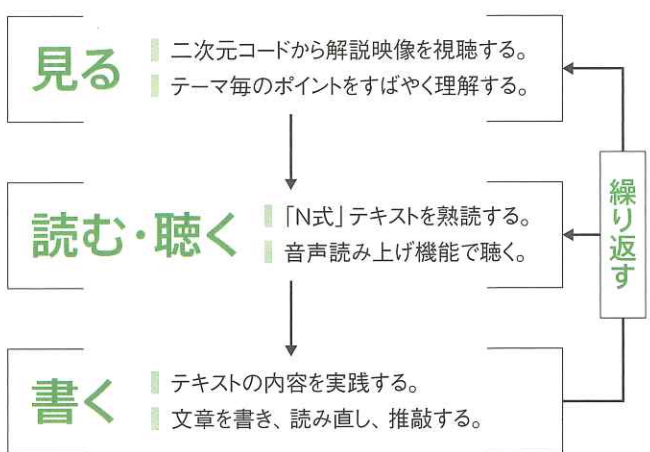 見る
二次元コードから解説映像を視聴する。
テーマ毎のポイントをすばやく理解する。
読む・聴く
「N式」テキストを熟読する。
音声読み上げ機能で聴く。
繰り返す
書く
テキストの内容を実践する。
文章を書き、読み直し、推敲する。